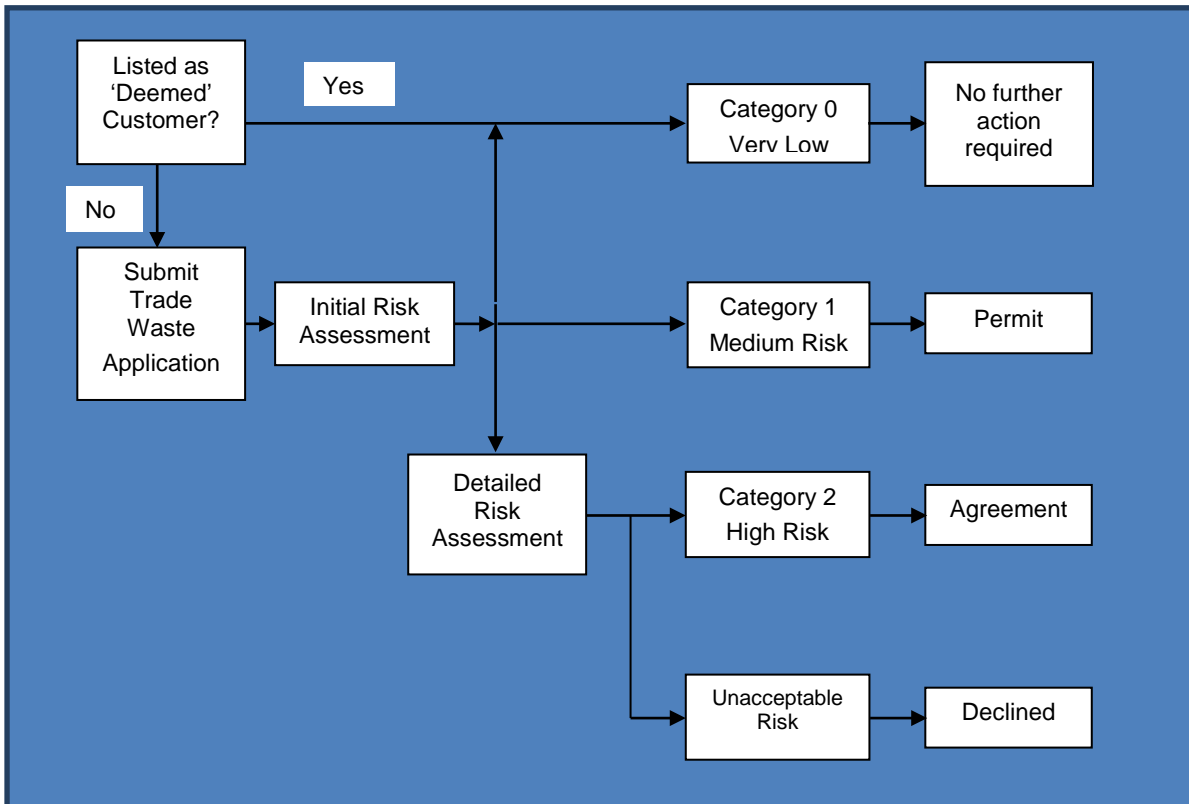 Listed as
‘Deemed’
Customer?
Yes
Category 0
Very Low
No further
action
required
No
Submit
Trade
Waste
Application
Initial Risk
Assessment
Category 1
Medium Risk
Permit
Detailed
Risk
Assessment
Category 2
High Risk
Agreement
Unacceptable
Risk
Declined